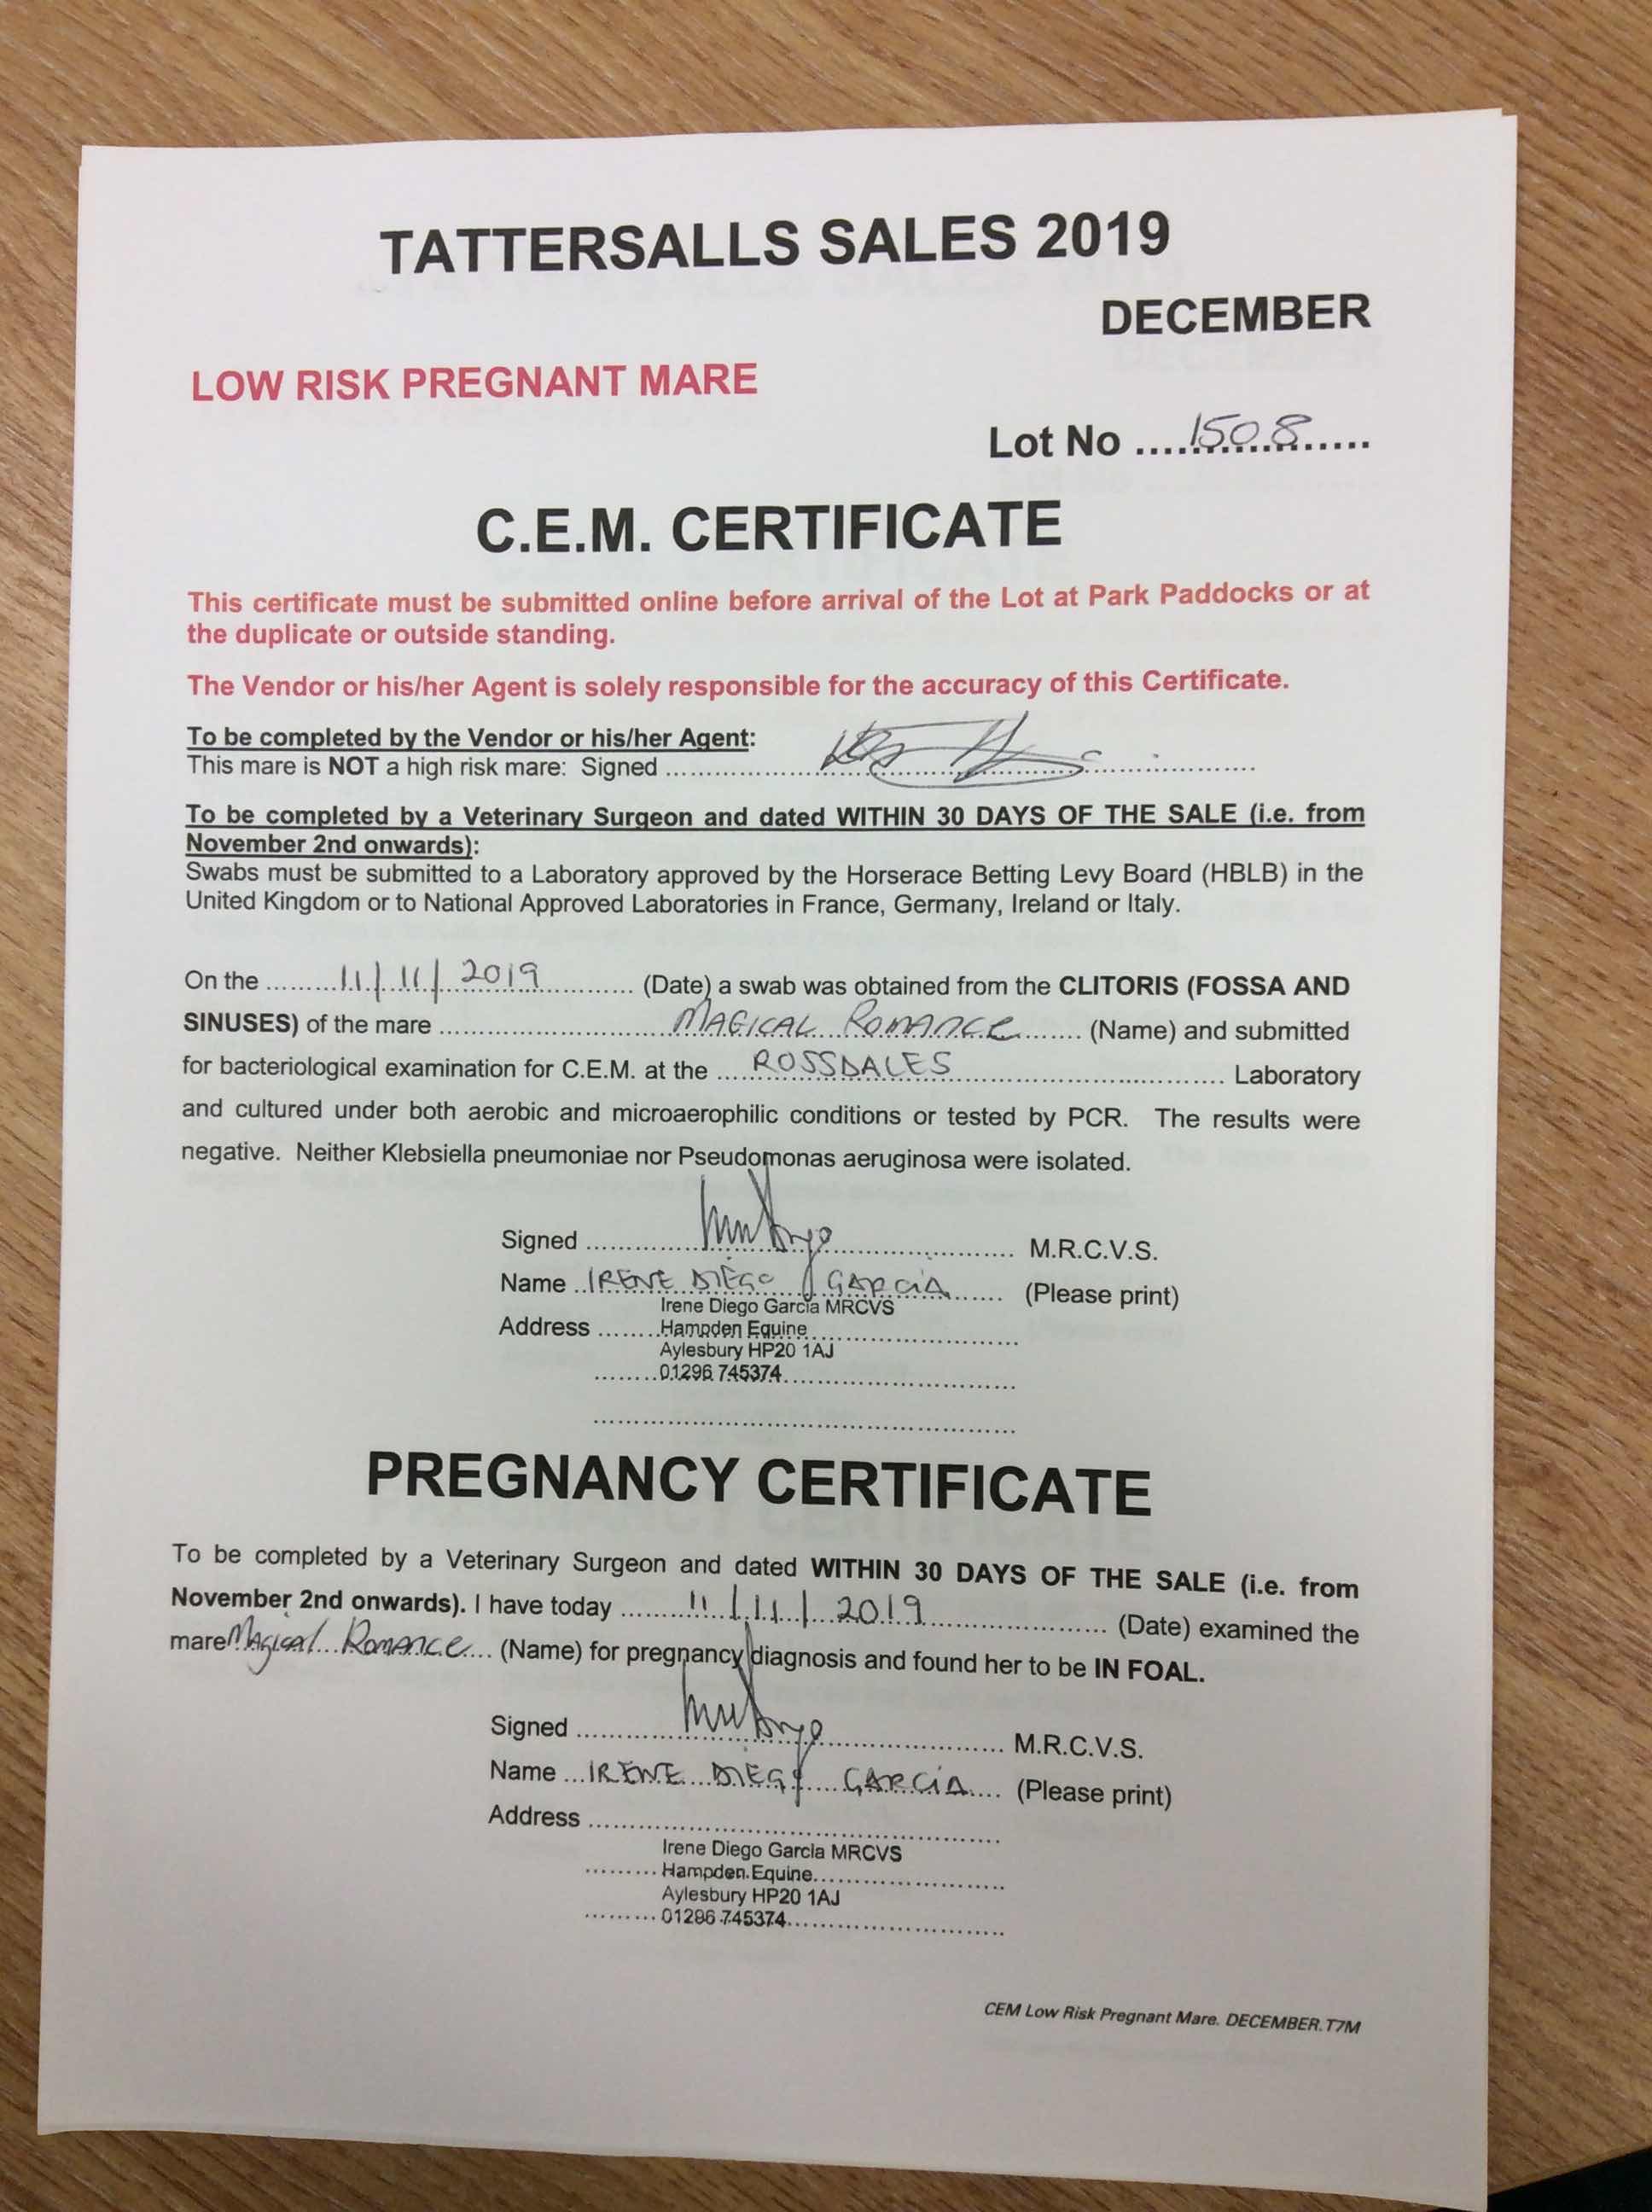 TATTERSALLS SALES 2019
DECEMBER
LOW RISK PREGNANT MARE
Lot No ....1508......
C.E.M. CERTIFICATE
This certificate must be submitted online before arrival of the Lot at Park Paddocks or at
the duplicate or outside standing.
The Vendor or his/her Agent is solely responsible for the accuracy of this Certificate.
To be completed by the Vendor or his/her Agent:
This mare is NOT a high risk mare: Signed ....................
To be completed by a Veterinary Surgeon and dated WITHIN 30 DAYS OF THE SALE (i.e. from
November 2nd onwards):
Swabs must be submitted to a Laboratory approved by the Horserace Betting Levy Board (HBLB) in the
United Kingdom or to National Approved Laboratories in France, Germany, Ireland or Italy.
On the .........11/11/2019............ (Date) a swab was obtained from the CLITORIS (FOSSA AND
SINUSES) of the mare .............MAGICAL ROMANCE....... (Name) and submitted
for bacteriological examination for C.E.M. at the ....ROSSDALES............ Laboratory
and cultured under both aerobic and microaerophilic conditions or tested by PCR. The results were
negative. Neither Klebsiella pneumoniae nor Pseudomonas aeruginosa were isolated.
Signed .................... M.R.C.V.S.
Name ..IRENE DIEGO GARCÍA...... (Please print)
Irene Diego Garcia MRCVS
Address ........Hampden Equine....................
Aylesbury HP20 1AJ
........01296 745374....................
PREGNANCY CERTIFICATE
To be completed by a Veterinary Surgeon and dated WITHIN 30 DAYS OF THE SALE (i.e. from
November 2nd onwards). I have today .........11/11/2019............ (Date) examined the
mare Magical Romance.... (Name) for pregnancy diagnosis and found her to be IN FOAL.
Signed .................... M.R.C.V.S.
Name ...IRENE DIEGO GARCÍA.... (Please print)
Address ....................
Irene Diego Garcia MRCVS
.........Hampden Equine....................
Aylesbury HP20 1AJ
.........01296 745374....................
CEM Low Risk Pregnant Mare. DECEMBER.T7M